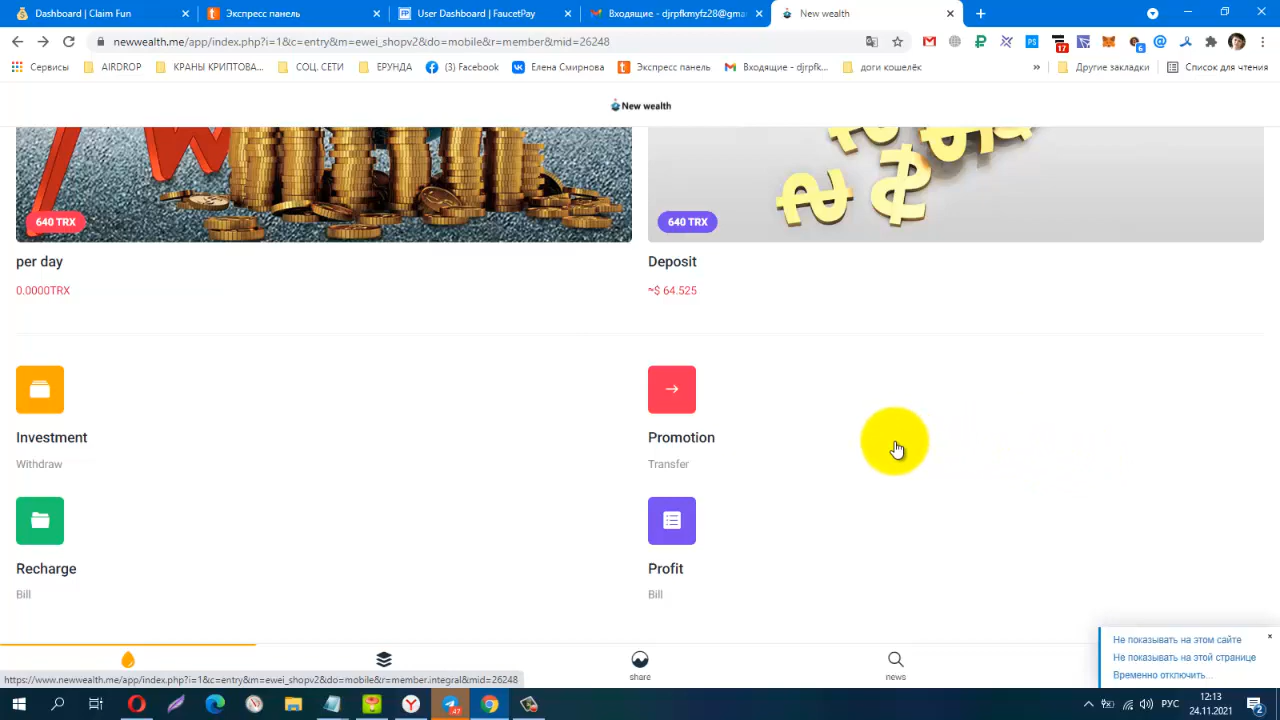 Dashboard | Claim Fun
Экспресс панель
User Dashboard | FaucetPay
Входящие - djrpfkmyfz28@gmai
New wealth
newwealth.me/app/index.php?i=1&c=entry&m=ewei_shopv2&do=mobile&r=member&mid=26248
17
6
Сервисы
AIRDROP
КРАНЫ КРИПТОВА...
СОЦ. СЕТИ
ЕРУНДА
(3) Facebook
Елена Смирнова
Экспресс панель
Входящие - djrpfk...
доги кошелёк
»
Другие закладки
Список для чтения
New wealth
640 TRX
640 TRX
per day
Deposit
0.0000TRX
~$ 64.525
Investment
Promotion
Withdraw
Transfer
Recharge
Profit
Bill
Bill
Не показывать на этом сайте
Не показывать на этой странице
Временно отключить...
share
news
https://www.newwealth.me/app/index.php?i=1&c=entry&m=ewei_shopv2&do=mobile&r=member.integral&mid=26248
47
РУС
12:13
24.11.2021
2